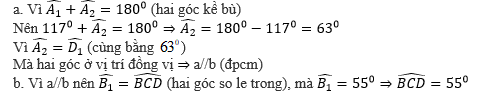 a. Vì $\widehat{A_1} + \widehat{A_2} = 180^0$ (hai góc kề bù)
Nên $117^0 + \widehat{A_2} = 180^0 \Rightarrow \widehat{A_2} = 180^0 - 117^0 = 63^0$
Vì $\widehat{A_2} = \widehat{D_1}$ (cùng bằng $63^0$)
Mà hai góc ở vị trí đồng vị ⇒ a//b (đpcm)
b. Vì a//b nên $\widehat{B_1} = \widehat{BCD}$ (hai góc so le trong), mà $\widehat{B_1} = 55^0 \Rightarrow \widehat{BCD} = 55^0$